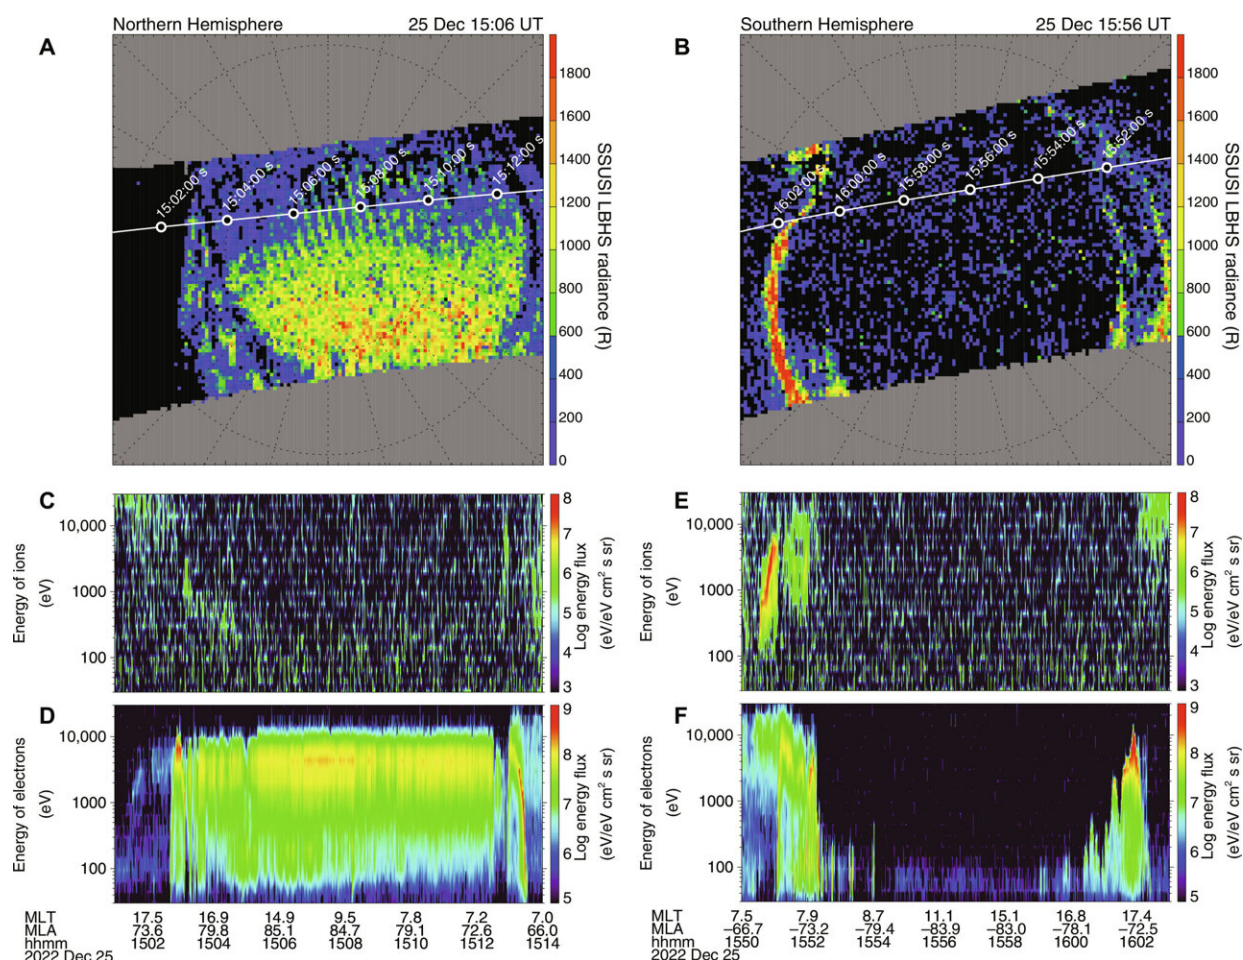 Northern Hemisphere 25 Dec 15:06 UT
A
15:02:00 s
15:04:00 s
15:06:00 s
15:08:00 s
15:10:00 s
15:12:00 s
1800
1600
1400
1200
1000
800
600
400
200
0
SSUSI LBHS radiance (R)
Southern Hemisphere 25 Dec 15:56 UT
B
16:02:00 s
16:00:00 s
15:58:00 s
15:56:00 s
15:54:00 s
15:52:00 s
1800
1600
1400
1200
1000
800
600
400
200
0
SSUSI LBHS radiance (R)
C
Energy of ions
(eV)
10,000
1000
100
8
7
6
5
4
3
Log energy flux
(eV/eV cm² s sr)
E
Energy of ions
(eV)
10,000
1000
100
8
7
6
5
4
3
Log energy flux
(eV/eV cm² s sr)
D
Energy of electrons
(eV)
10,000
1000
100
9
8
7
6
5
Log energy flux
(eV/eV cm² s sr)
F
Energy of electrons
(eV)
10,000
1000
100
9
8
7
6
5
Log energy flux
(eV/eV cm² s sr)
MLT 17.5 16.9 14.9 9.5 7.8 7.2 7.0
MLA 73.6 79.8 85.1 84.7 79.1 72.6 66.0
hhmm 1502 1504 1506 1508 1510 1512 1514
2022 Dec 25
MLT 7.5 7.9 8.7 11.1 15.1 16.8 17.4
MLA −66.7 −73.2 −79.4 −83.9 −83.0 −78.1 −72.5
hhmm 1550 1552 1554 1556 1558 1600 1602
2022 Dec 25